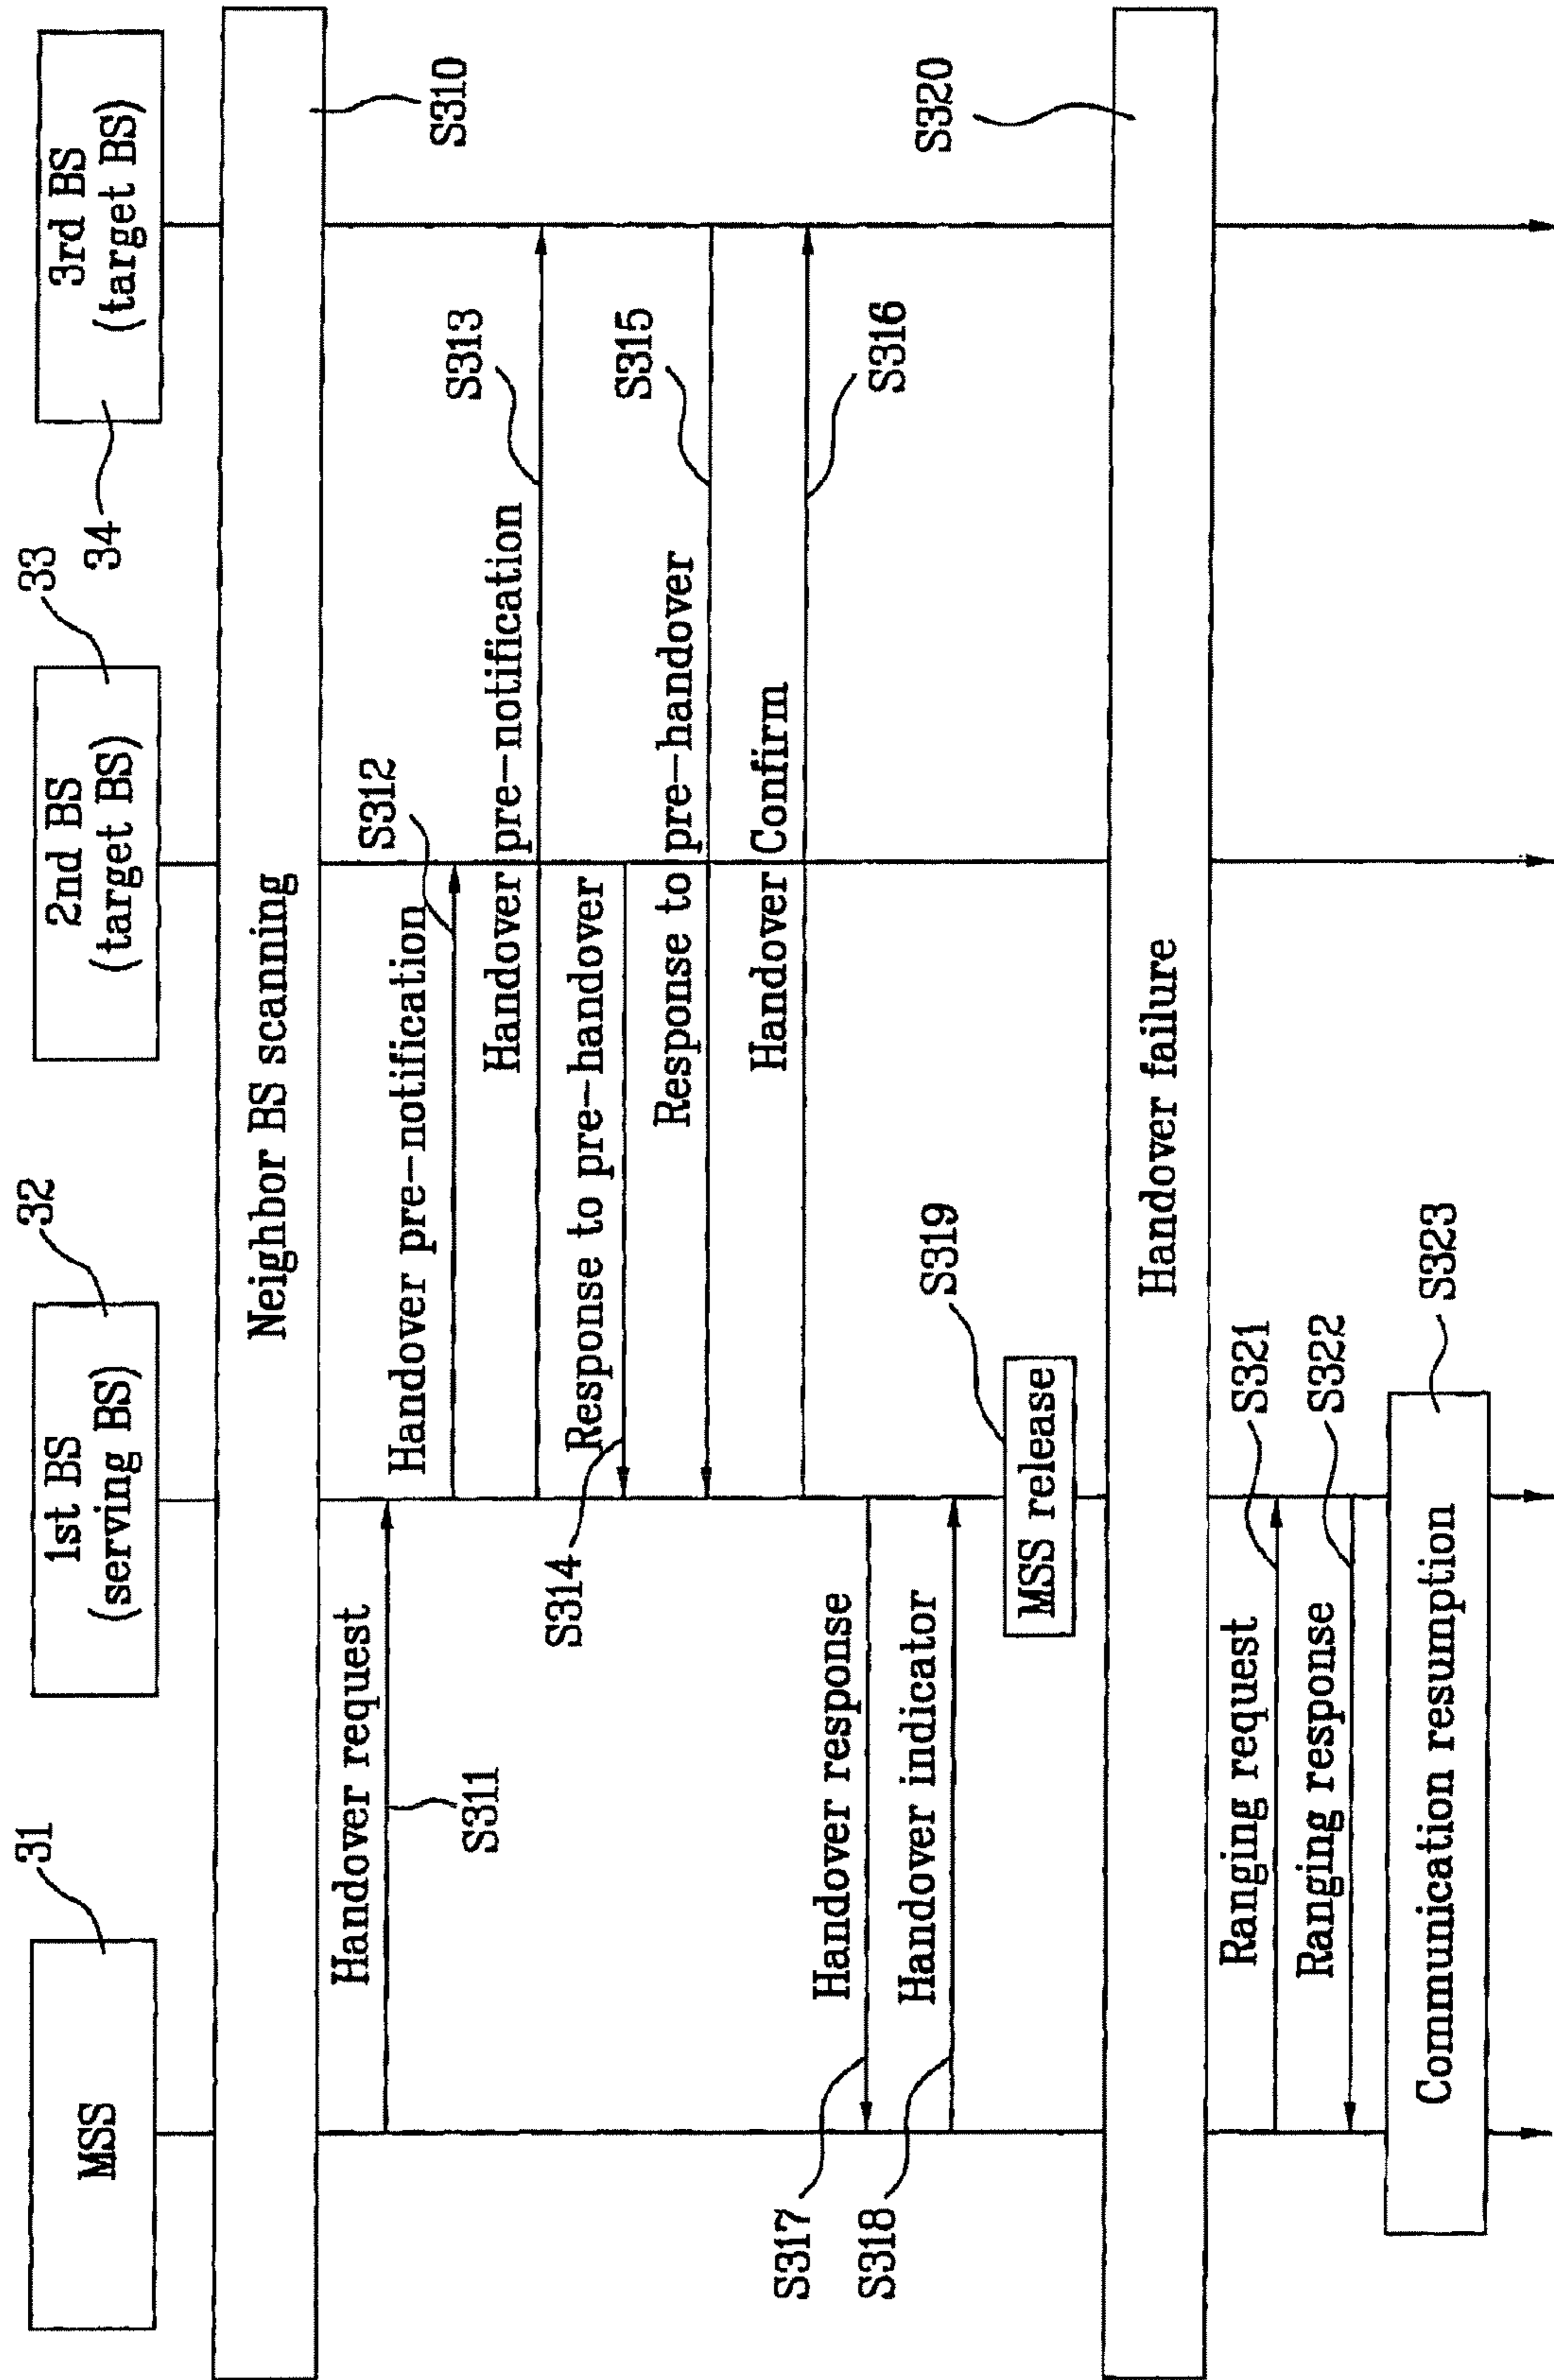 MSS
31
1st BS
(serving BS)
32
2nd BS
(target BS)
33
3rd BS
(target BS)
34
Neighbor BS scanning
S310
Handover request
S311
Handover pre-notification
S312
Handover pre-notification
S313
Response to pre-handover
S314
Response to pre-handover
S315
Handover Confirm
S316
Handover response
S317
Handover indicator
S318
MSS release
S319
Handover failure
S320
Ranging request
S321
Ranging response
S322
Communication resumption
S323